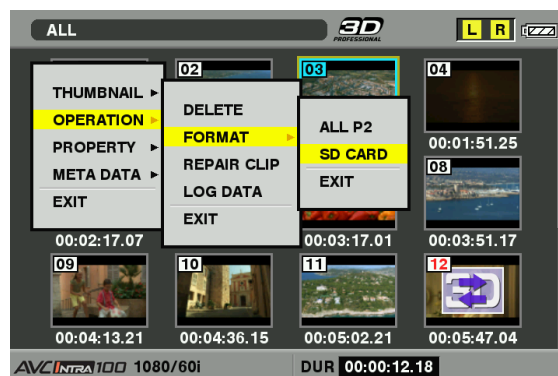 ALL
3D
PROFESSIONAL
L R
02
03
04
THUMBNAIL
OPERATION
PROPERTY
META DATA
EXIT
DELETE
FORMAT
REPAIR CLIP
LOG DATA
EXIT
ALL P2
SD CARD
EXIT
00:01:51.25
08
00:02:17.07
00:03:17.01
00:03:51.17
09
10
11
12
3D
00:04:13.21
00:04:36.15
00:05:02.21
00:05:47.04
AVC INTRA 100 1080/60i
DUR 00:00:12.18